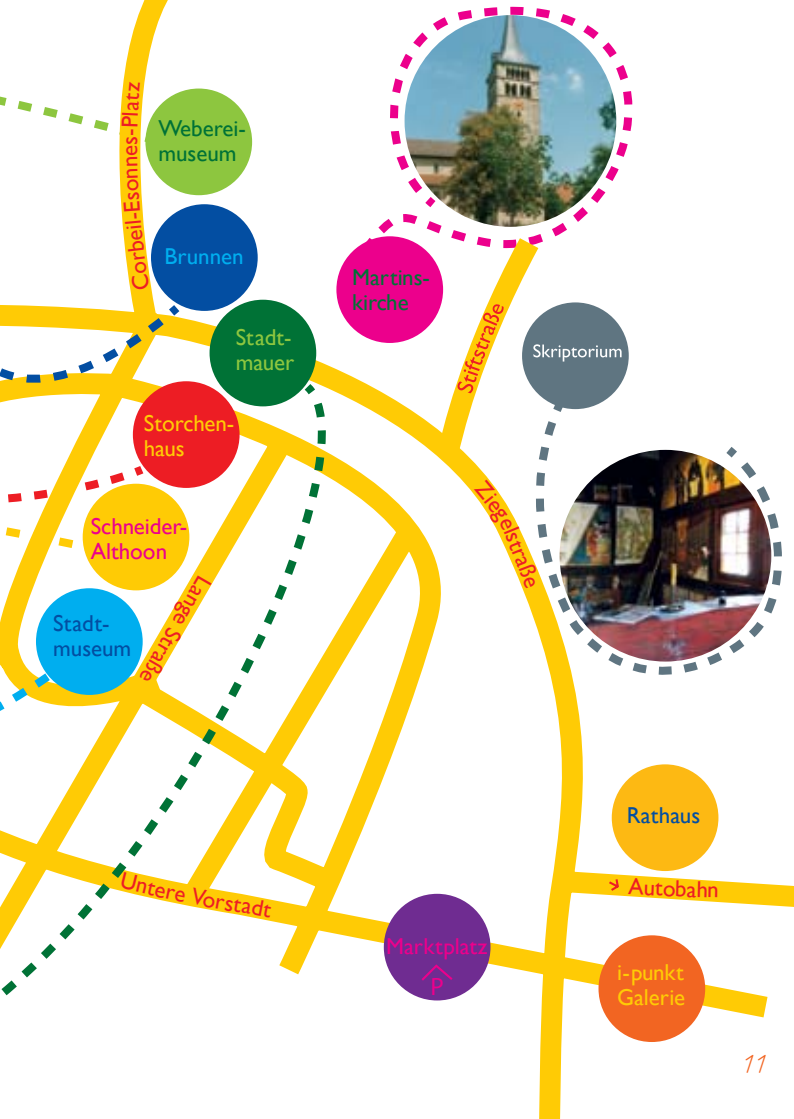 Corbeil-Esonnes-Platz
Weberei-
museum
Brunnen
Martins-
kirche
Stadt-
mauer
Stiftstraße
Skriptorium
Storchen-
haus
Ziegelstraße
Schneider-
Althoon
Lange Straße
Stadt-
museum
Rathaus
Autobahn
Untere Vorstadt
Marktplatz
P
i-punkt
Galerie
11